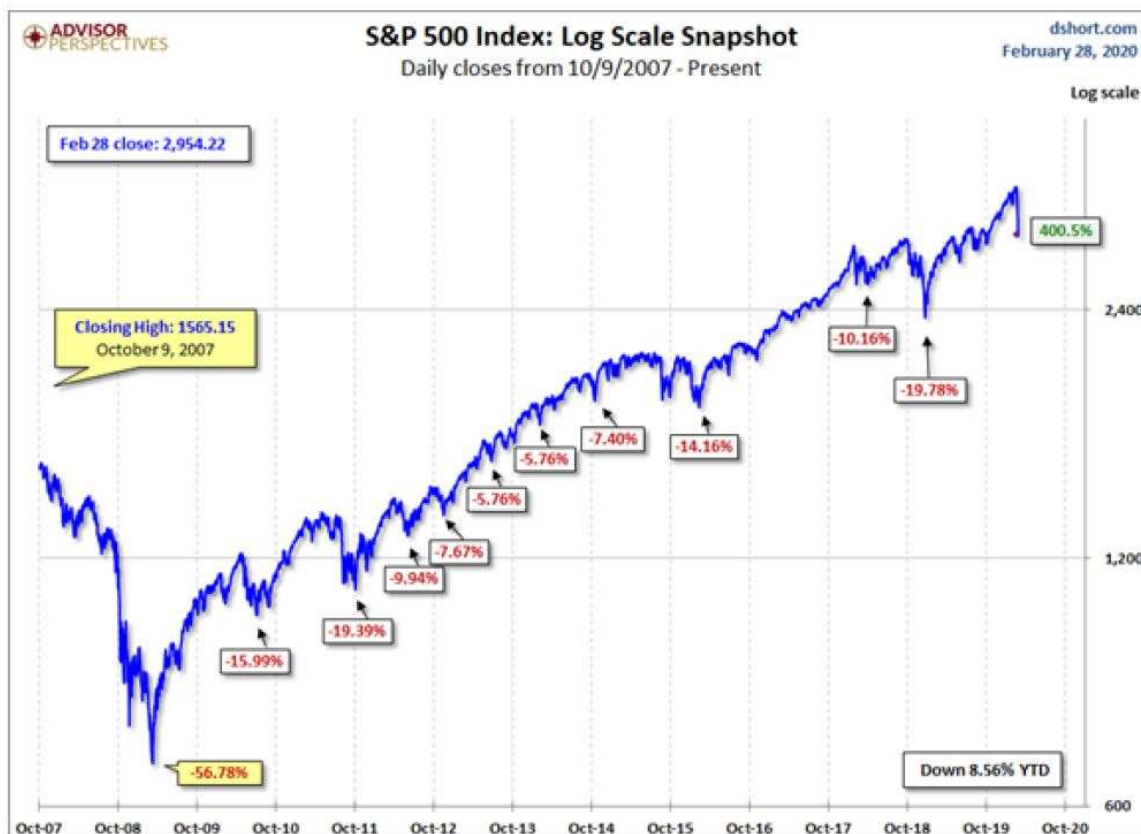 ADVISOR
PERSPECTIVES
S&P 500 Index: Log Scale Snapshot
Daily closes from 10/9/2007 - Present
dshort.com
February 28, 2020
Log scale
Feb 28 close: 2,954.22
400.5%
Closing High: 1565.15
October 9, 2007
2,400
-10.16%
-19.78%
-7.40%
-14.16%
-5.76%
-5.76%
-7.67%
1,200
-9.94%
-19.39%
-15.99%
-56.78%
Down 8.56% YTD
600
Oct-07 Oct-08 Oct-09 Oct-10 Oct-11 Oct-12 Oct-13 Oct-14 Oct-15 Oct-16 Oct-17 Oct-18 Oct-19 Oct-20